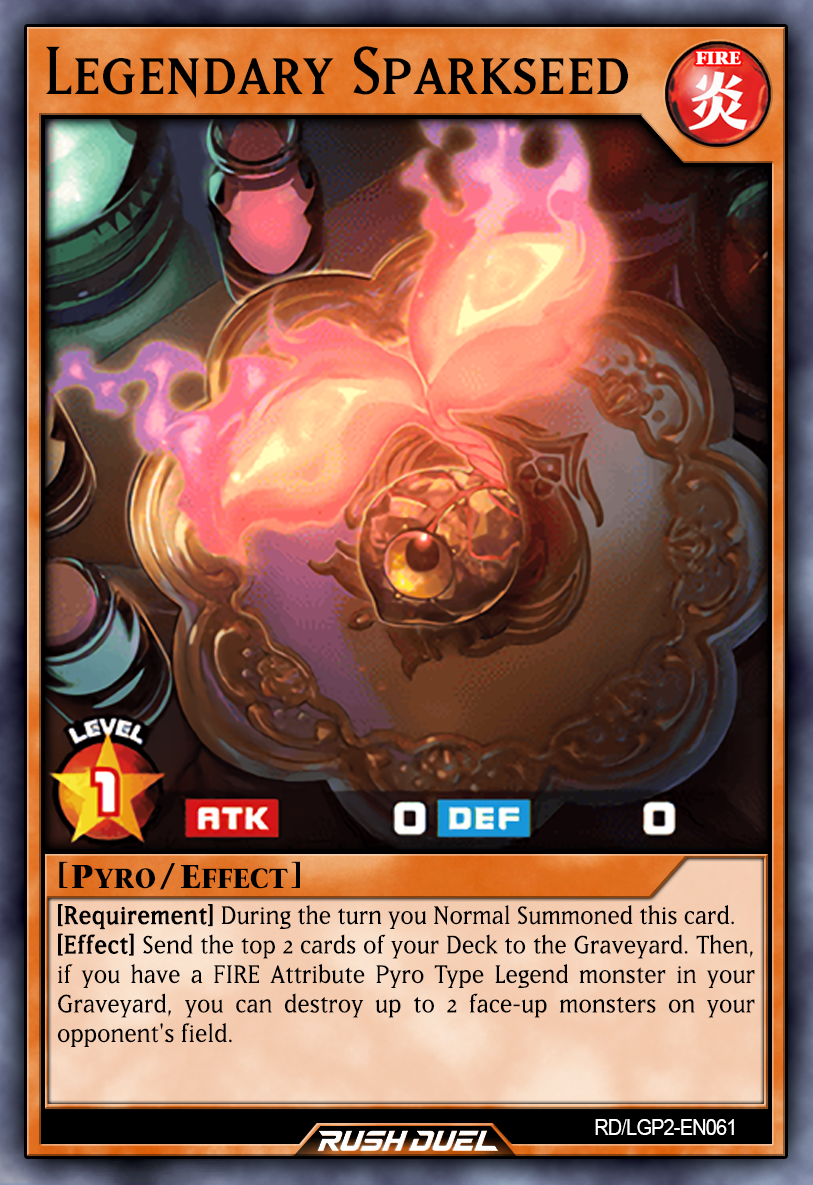 Legendary Sparkseed
FIRE
炎
LEVEL
1
ATK 0 DEF 0
[Pyro/Effect]
[Requirement] During the turn you Normal Summoned this card.
[Effect] Send the top 2 cards of your Deck to the Graveyard. Then,
if you have a FIRE Attribute Pyro Type Legend monster in your
Graveyard, you can destroy up to 2 face-up monsters on your
opponent's field.
RD/LGP2-EN061
RUSH DUEL